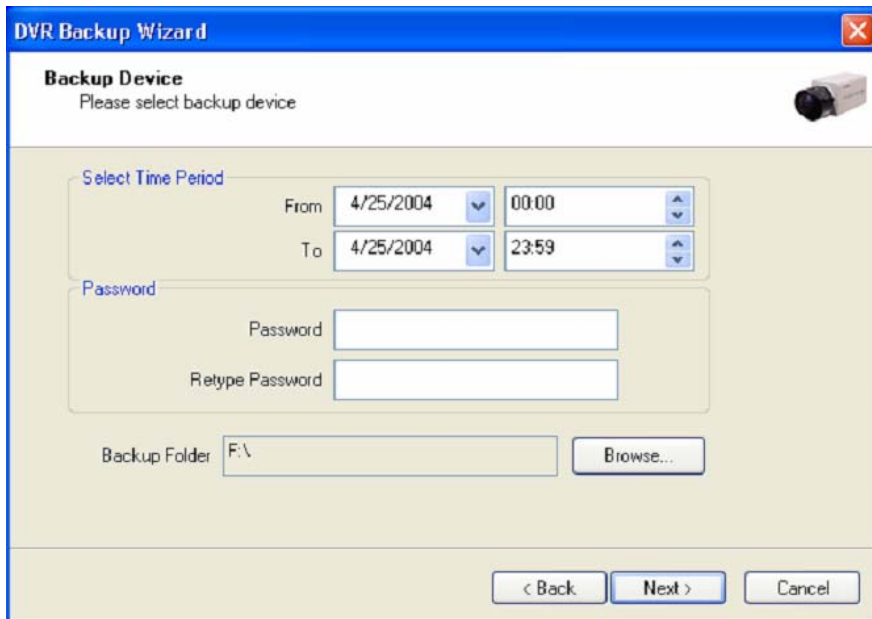 DVR Backup Wizard
Backup Device
Please select backup device
Select Time Period
From 4/25/2004 00:00
To 4/25/2004 23:59
Password
Password
Retype Password
Backup Folder F:\ Browse...
< Back Next > Cancel